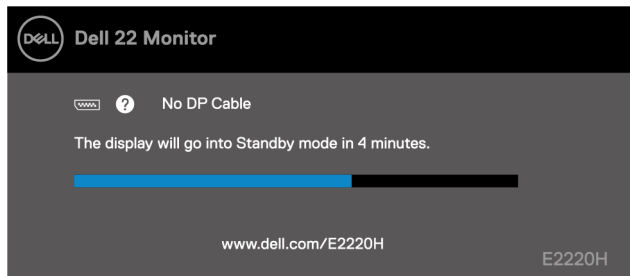 DELL
Dell 22 Monitor
? No DP Cable
The display will go into Standby mode in 4 minutes.
www.dell.com/E2220H
E2220H